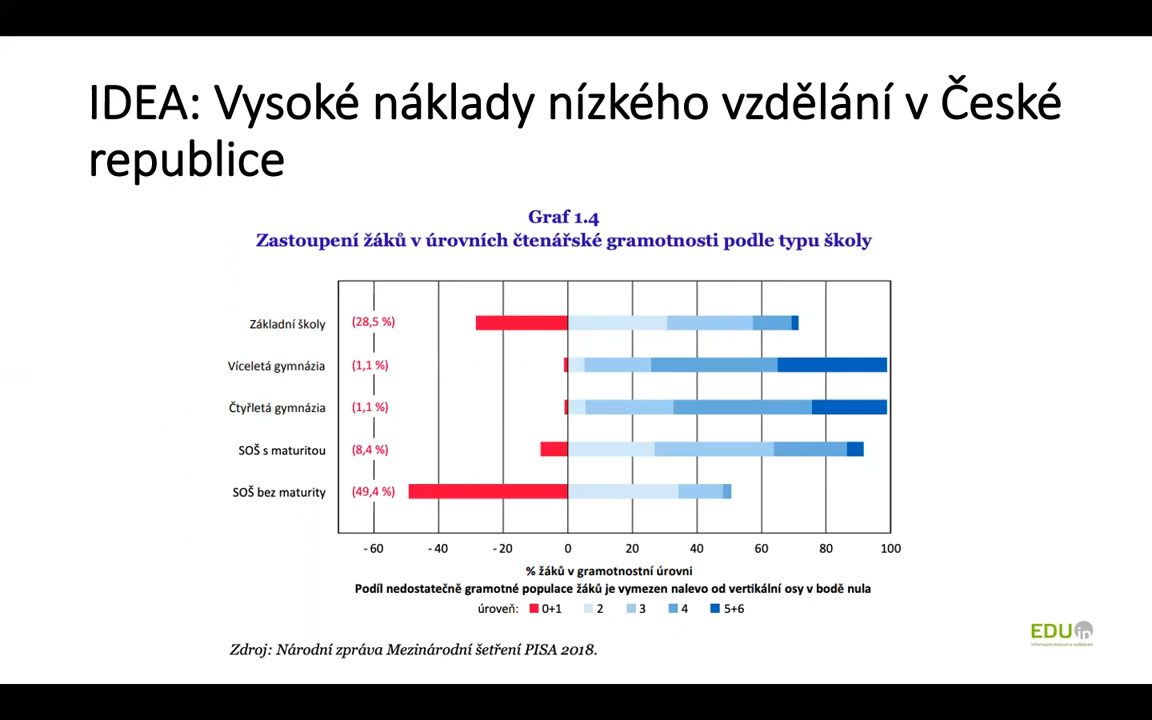 IDEA: Vysoké náklady nízkého vzdělání v České
republice
Graf 1.4
Zastoupení žáků v úrovních čtenářské gramotnosti podle typu školy
Základní školy (28,5 %)
Víceletá gymnázia (1,1 %)
Čtyřletá gymnázia (1,1 %)
SOŠ s maturitou (8,4 %)
SOŠ bez maturity (49,4 %)
- 60 - 40 - 20 0 20 40 60 80 100
% žáků v gramotnostní úrovni
Podíl nedostatečně gramotné populace žáků je vymezen nalevo od vertikální osy v bodě nula
úroveň: 0+1 2 3 4 5+6
EDUin
Informační centrum o vzdělávání
Zdroj: Národní zpráva Mezinárodní šetření PISA 2018.